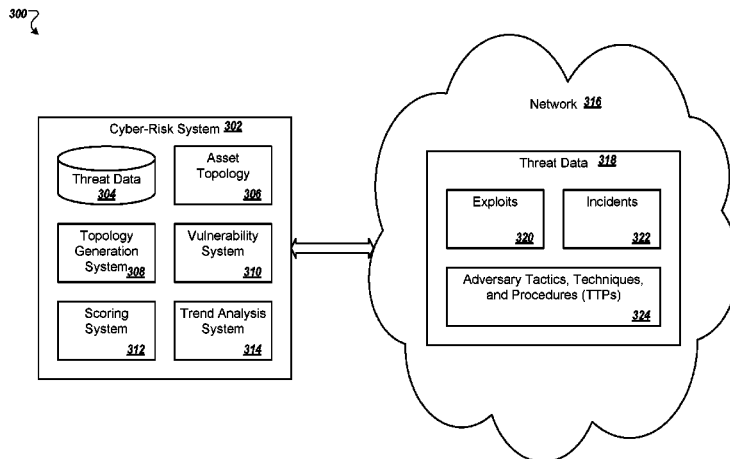 300
Cyber-Risk System 302
Threat Data
304
Asset
Topology
306
Topology
Generation
System 308
Vulnerability
System
310
Scoring
System
312
Trend Analysis
System
314
Network 316
Threat Data 318
Exploits
320
Incidents
322
Adversary Tactics, Techniques,
and Procedures (TTPs)
324